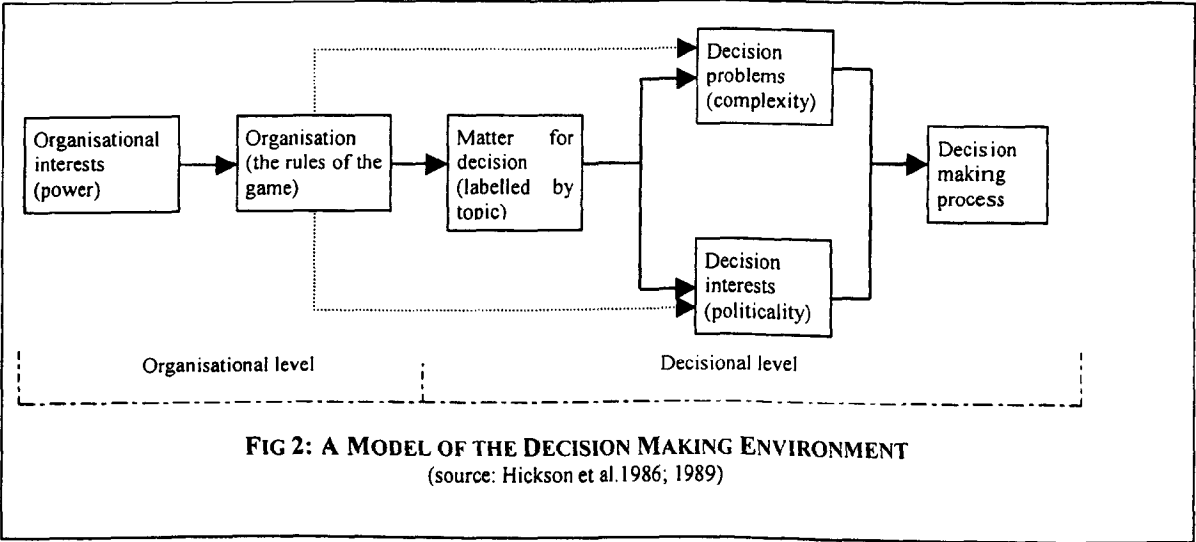 Organisational
interests
(power)
Organisation
(the rules of the
game)
Matter for
decision
(labelled by
topic)
Decision
problems
(complexity)
Decision
interests
(politicality)
Decision
making
process
Organisational level
Decisional level
FIG 2: A MODEL OF THE DECISION MAKING ENVIRONMENT
(source: Hickson et al.1986; 1989)